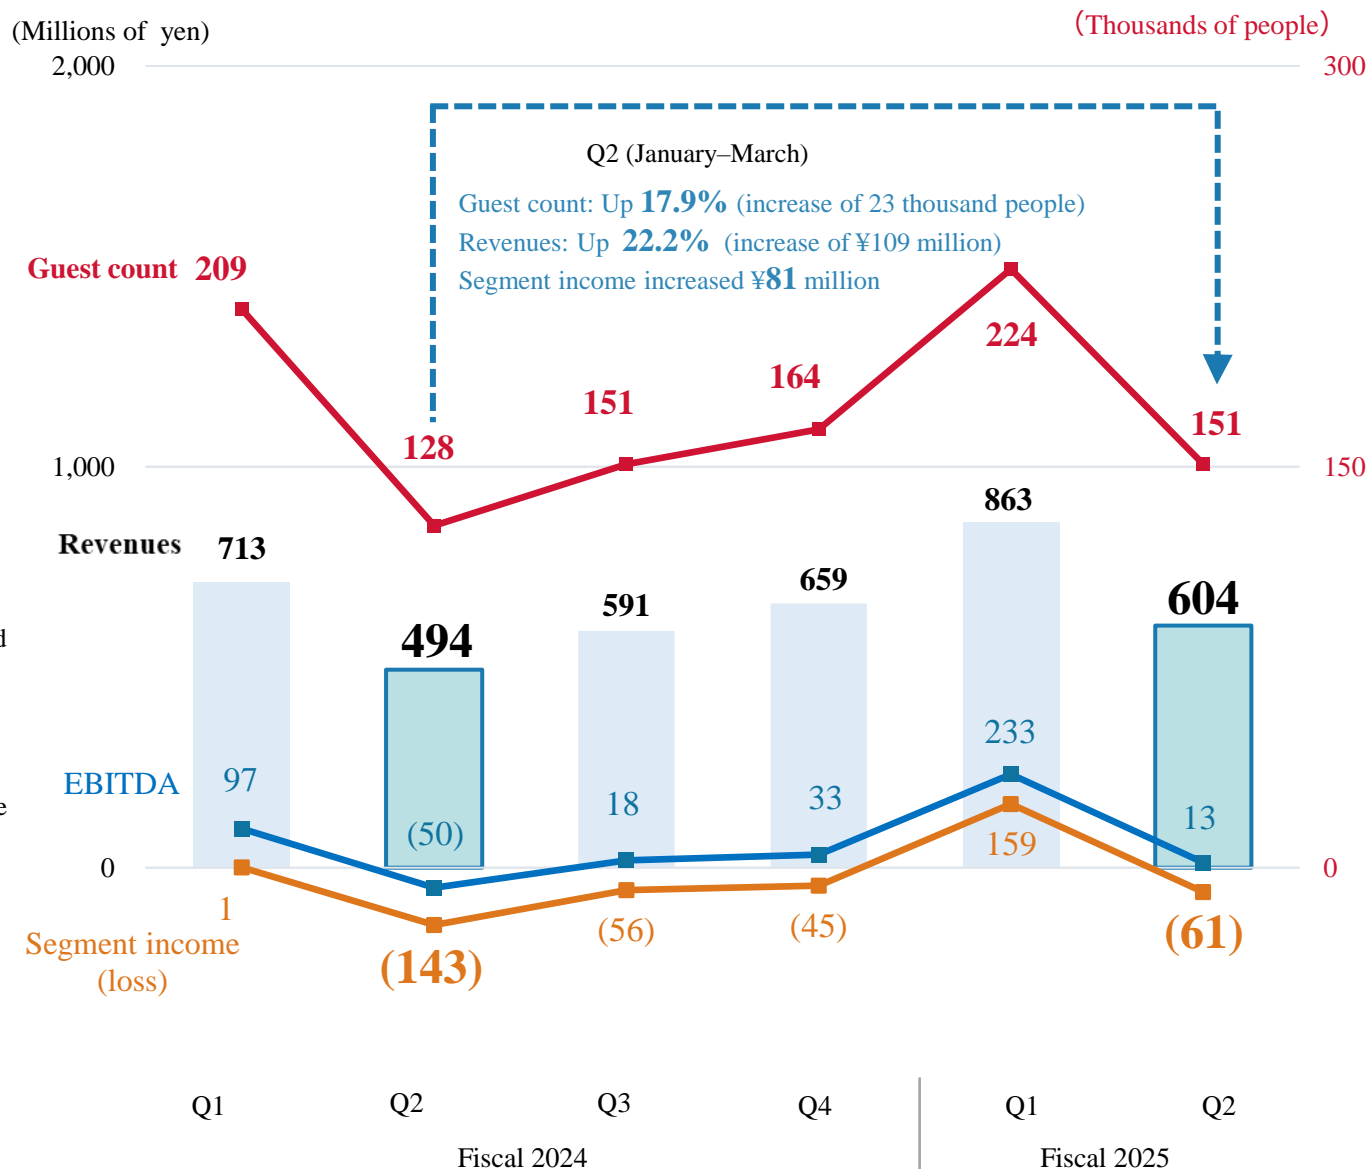 (Millions of yen)
（Thousands of people）
2,000
300
Q2 (January–March)
Guest count: Up 17.9% (increase of 23 thousand people)
Revenues: Up 22.2% (increase of ¥109 million)
Segment income increased ¥81 million
Guest count 209
224
164
151
151
128
1,000
150
863
Revenues 713
659
604
591
494
d
233
EBITDA 97
33
18
13
(50)
e
159
0
0
1
(56)
(45)
(61)
Segment income
(loss)
(143)
Q1
Q2
Q3
Q4
Q1
Q2
Fiscal 2024
Fiscal 2025